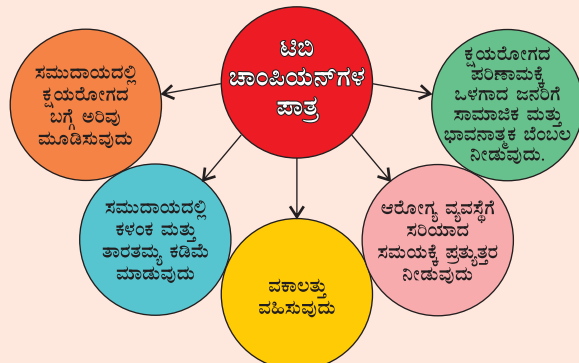 ಟಿಬಿ
ಚಾಂಪಿಯನ್‌ಗಳ
ಪಾತ್ರ
ಸಮುದಾಯದಲ್ಲಿ
ಕ್ಷಯರೋಗದ
ಬಗ್ಗೆ ಅರಿವು
ಮೂಡಿಸುವುದು
ಸಮುದಾಯದಲ್ಲಿ
ಕಳಂಕ ಮತ್ತು
ತಾರತಮ್ಯ ಕಡಿಮೆ
ಮಾಡುವುದು
ವಕಾಲತ್ತು
ವಹಿಸುವುದು
ಆರೋಗ್ಯ ವ್ಯವಸ್ಥೆಗೆ
ಸರಿಯಾದ
ಸಮಯಕ್ಕೆ ಪ್ರತ್ಯುತ್ತರ
ನೀಡುವುದು
ಕ್ಷಯರೋಗದ
ಪರಿಣಾಮಕ್ಕೆ
ಒಳಗಾದ ಜನರಿಗೆ
ಸಾಮಾಜಿಕ ಮತ್ತು
ಭಾವನಾತ್ಮಕ ಬೆಂಬಲ
ನೀಡುವುದು.